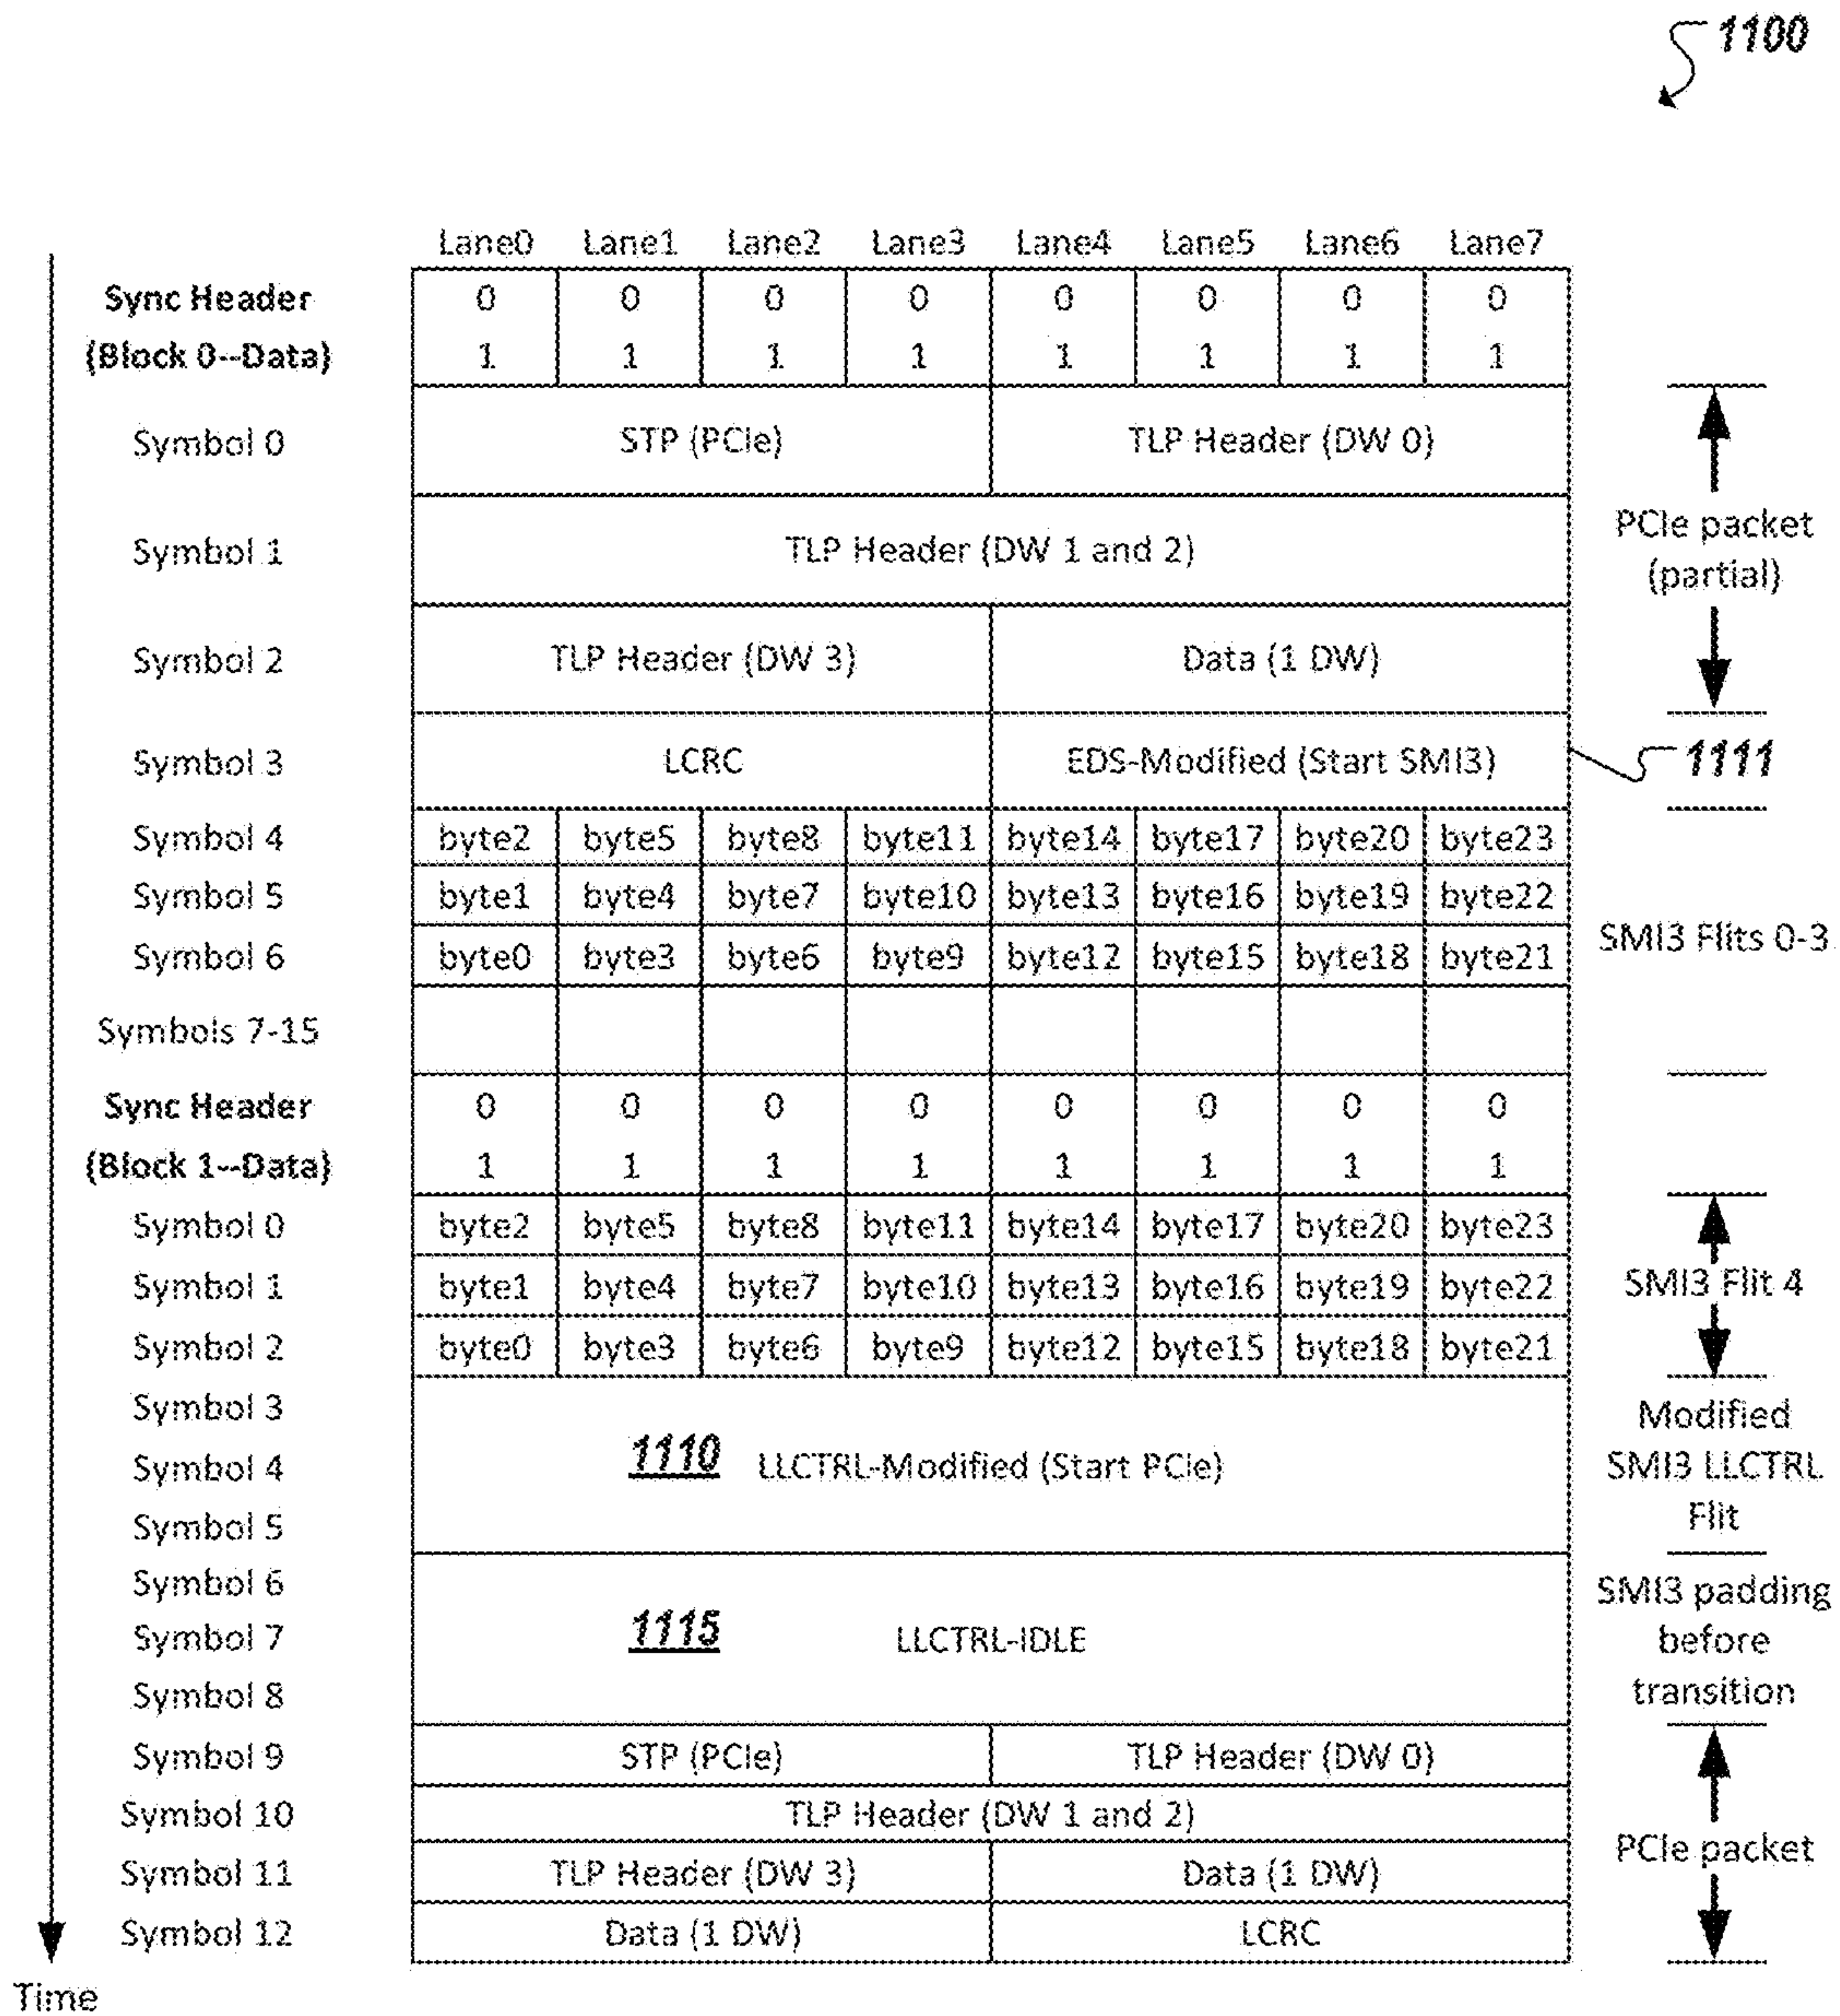 1100
Lane0 Lane1 Lane2 Lane3 Lane4 Lane5 Lane6 Lane7
Sync Header 0 0 0 0 0 0 0 0
(Block 0--Data) 1 1 1 1 1 1 1 1
Symbol 0 STP (PCIe) TLP Header (DW 0)
Symbol 1 TLP Header (DW 1 and 2) PCIe packet
(partial)
Symbol 2 TLP Header (DW 3) Data (1 DW)
Symbol 3 LCRC EDS-Modified (Start SMI3) 1111
Symbol 4 byte2 byte5 byte8 byte11 byte14 byte17 byte20 byte23
Symbol 5 byte1 byte4 byte7 byte10 byte13 byte16 byte19 byte22
Symbol 6 byte0 byte3 byte6 byte9 byte12 byte15 byte18 byte21 SMI3 Flits 0-3
Symbols 7-15
Sync Header 0 0 0 0 0 0 0 0
(Block 1--Data) 1 1 1 1 1 1 1 1
Symbol 0 byte2 byte5 byte8 byte11 byte14 byte17 byte20 byte23
Symbol 1 byte1 byte4 byte7 byte10 byte13 byte16 byte19 byte22 SMI3 Flit 4
Symbol 2 byte0 byte3 byte6 byte9 byte12 byte15 byte18 byte21
Symbol 3 Modified
Symbol 4 1110 LLCTRL-Modified (Start PCIe) SMI3 LLCTRL
Symbol 5 Flit
Symbol 6 SMI3 padding
Symbol 7 1115 LLCTRL-IDLE before
Symbol 8 transition
Symbol 9 STP (PCIe) TLP Header (DW 0)
Symbol 10 TLP Header (DW 1 and 2)
Symbol 11 TLP Header (DW 3) Data (1 DW) PCIe packet
Symbol 12 Data (1 DW) LCRC
Time